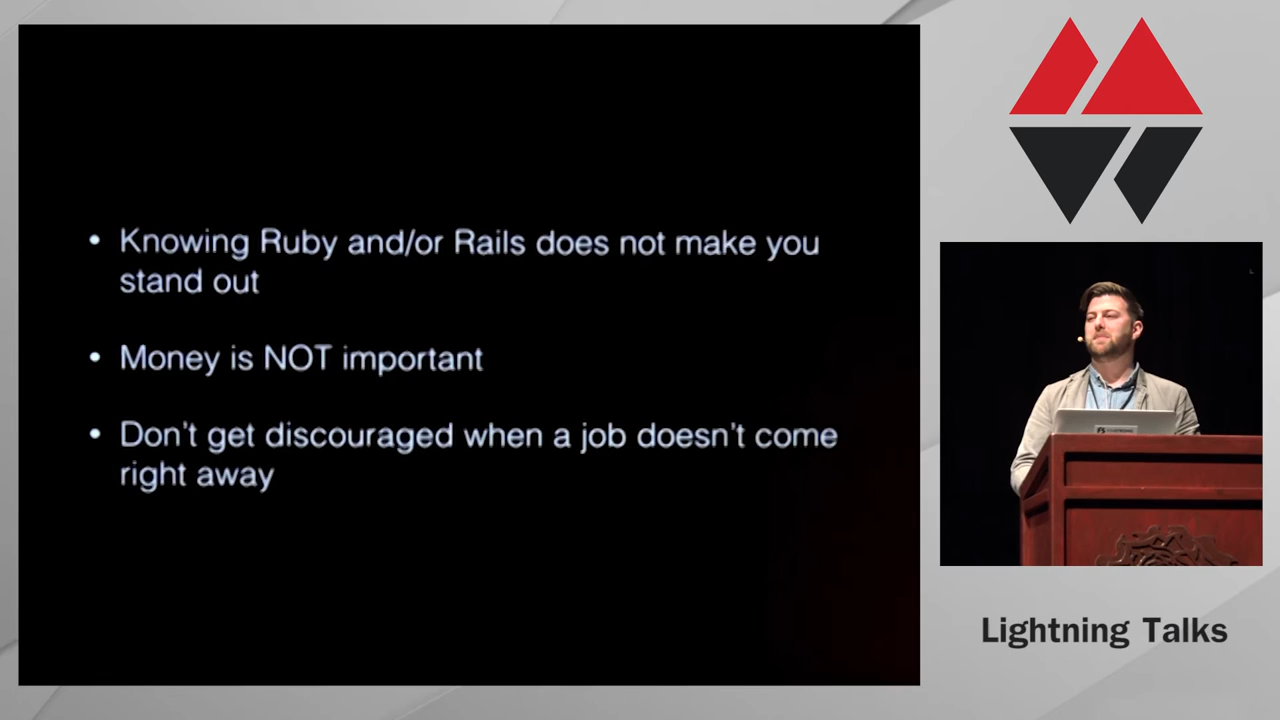 • Knowing Ruby and/or Rails does not make you
stand out
• Money is NOT important
• Don't get discouraged when a job doesn't come
right away
Lightning Talks